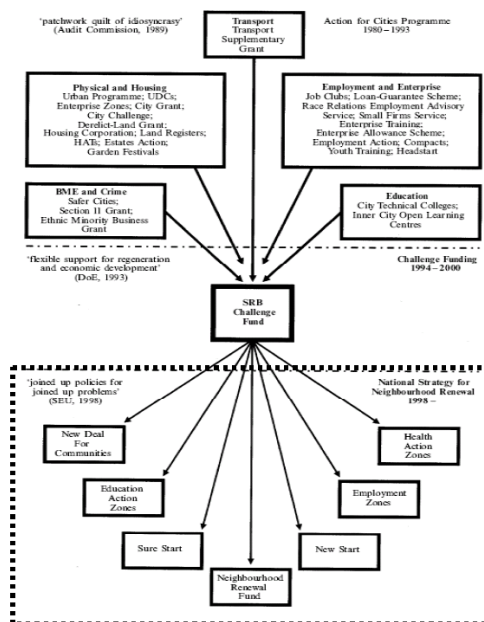 'patchwork quilt of idiosyncrasy'
(Audit Commission, 1989)
Transport
Transport
Supplementary
Grant
Action for Cities Programme
1980–1993
Physical and Housing
Urban Programme; UDCs;
Enterprise Zones; City Grant;
City Challenge;
Derelict-Land Grant;
Housing Corporation; Land Registers;
HATs; Estates Action;
Garden Festivals
Employment and Enterprise
Job Clubs; Loan-Guarantee Scheme;
Race Relations Employment Advisory
Service; Small Firms Service;
Enterprise Training;
Enterprise Allowance Scheme;
Employment Action; Compacts;
Youth Training; Headstart
BME and Crime
Safer Cities;
Section 11 Grant;
Ethnic Minority Business
Grant
Education
City Technical Colleges;
Inner City Open Learning
Centres
'flexible support for regeneration
and economic development'
(DoE, 1993)
Challenge Funding
1994–2000
SRB
Challenge
Fund
'joined up policies for
joined up problems'
(SEU, 1998)
National Strategy for
Neighbourhood Renewal
1998 –
New Deal
For
Communities
Health
Action
Zones
Education
Action
Zones
Employment
Zones
Sure Start
New Start
Neighbourhood
Renewal
Fund